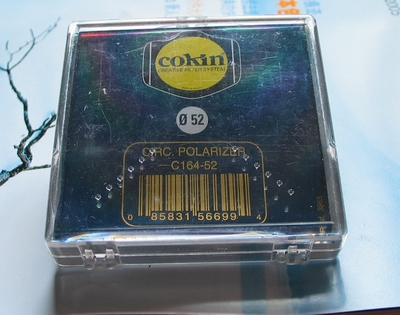 cokin
CREATIVE FILTER SYSTEM
Ø 52
CIRC. POLARIZER
C164-52
0 85831 56699 4